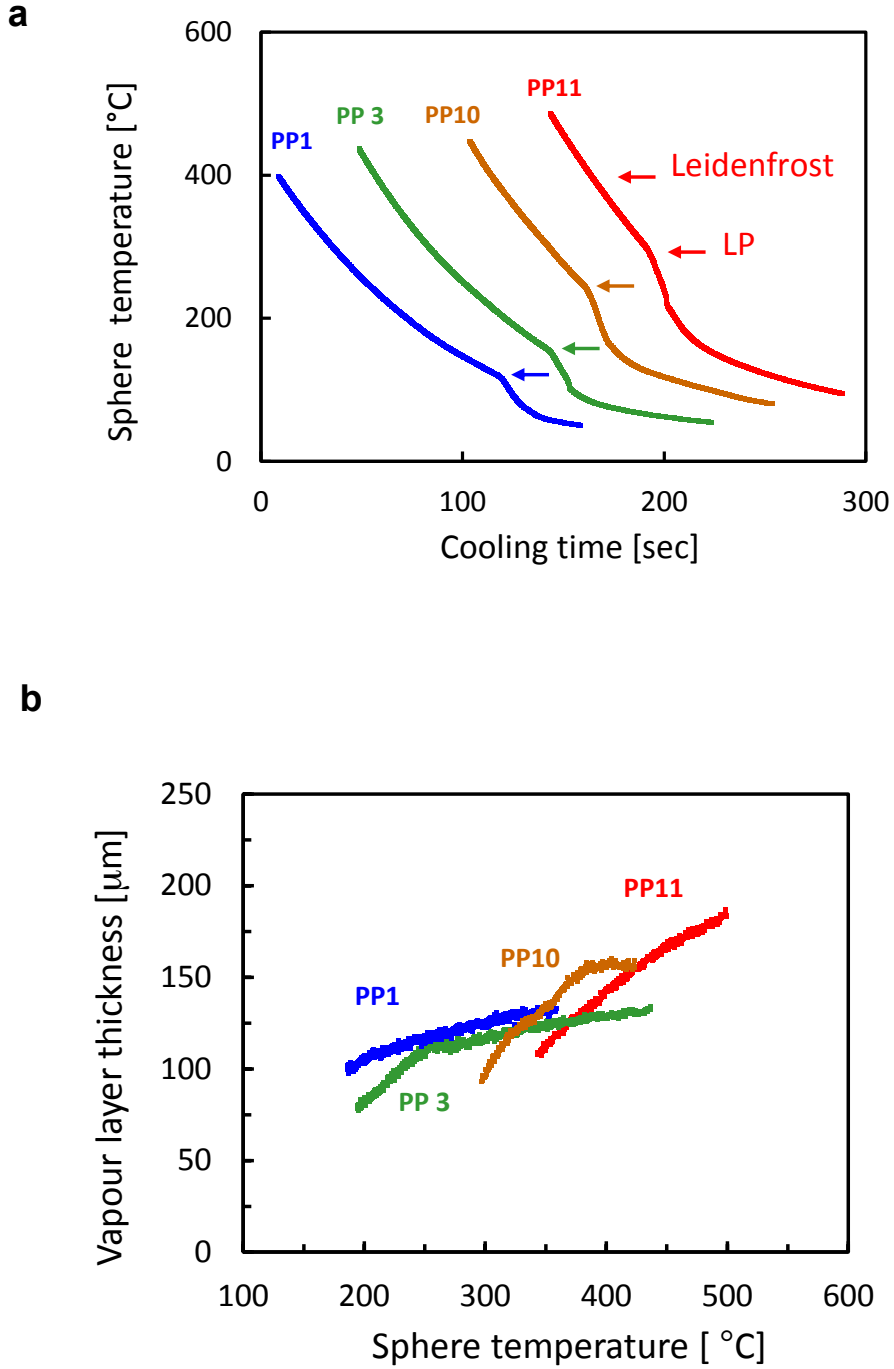 a
600
400
200
0
Sphere temperature [°C]
PP1
PP 3
PP10
PP11
Leidenfrost
LP
0 100 200 300
Cooling time [sec]
b
250
200
150
100
50
0
Vapour layer thickness [μm]
PP1
PP 3
PP10
PP11
100 200 300 400 500 600
Sphere temperature [ °C]